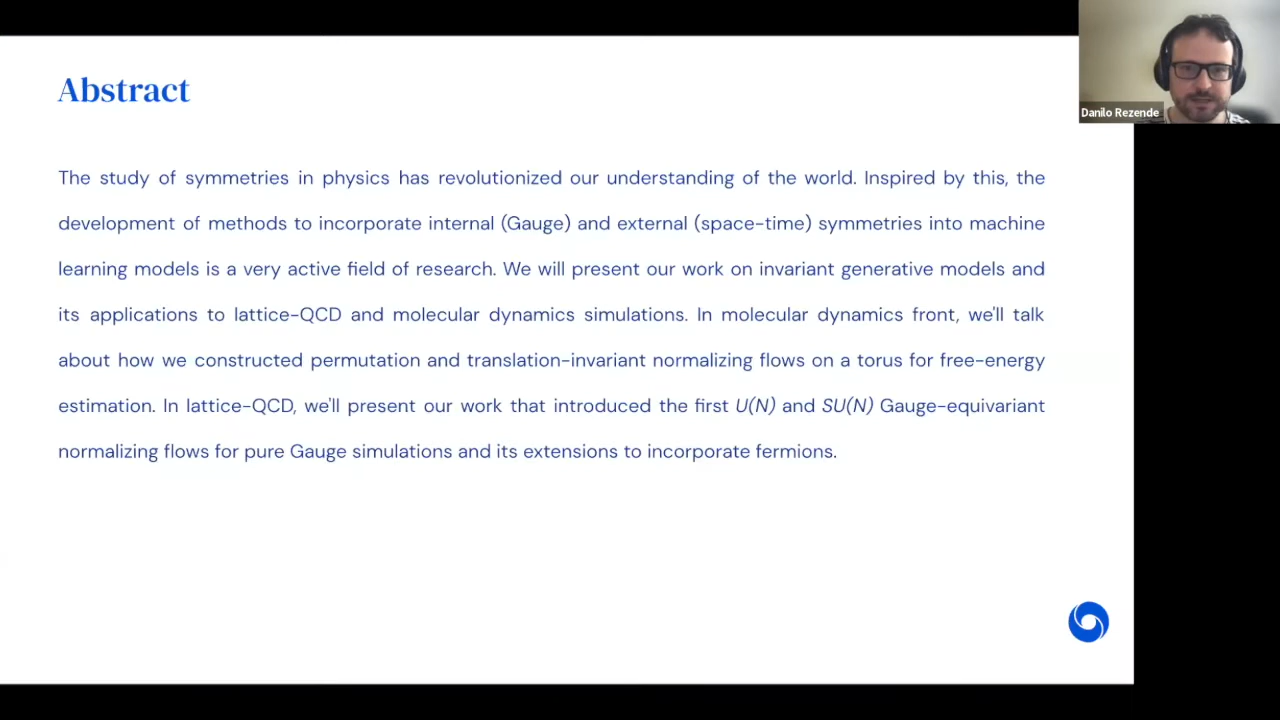 Abstract
The study of symmetries in physics has revolutionized our understanding of the world. Inspired by this, the
development of methods to incorporate internal (Gauge) and external (space-time) symmetries into machine
learning models is a very active field of research. We will present our work on invariant generative models and
its applications to lattice-QCD and molecular dynamics simulations. In molecular dynamics front, we'll talk
about how we constructed permutation and translation-invariant normalizing flows on a torus for free-energy
estimation. In lattice-QCD, we'll present our work that introduced the first U(N) and SU(N) Gauge-equivariant
normalizing flows for pure Gauge simulations and its extensions to incorporate fermions.
Danilo Rezende